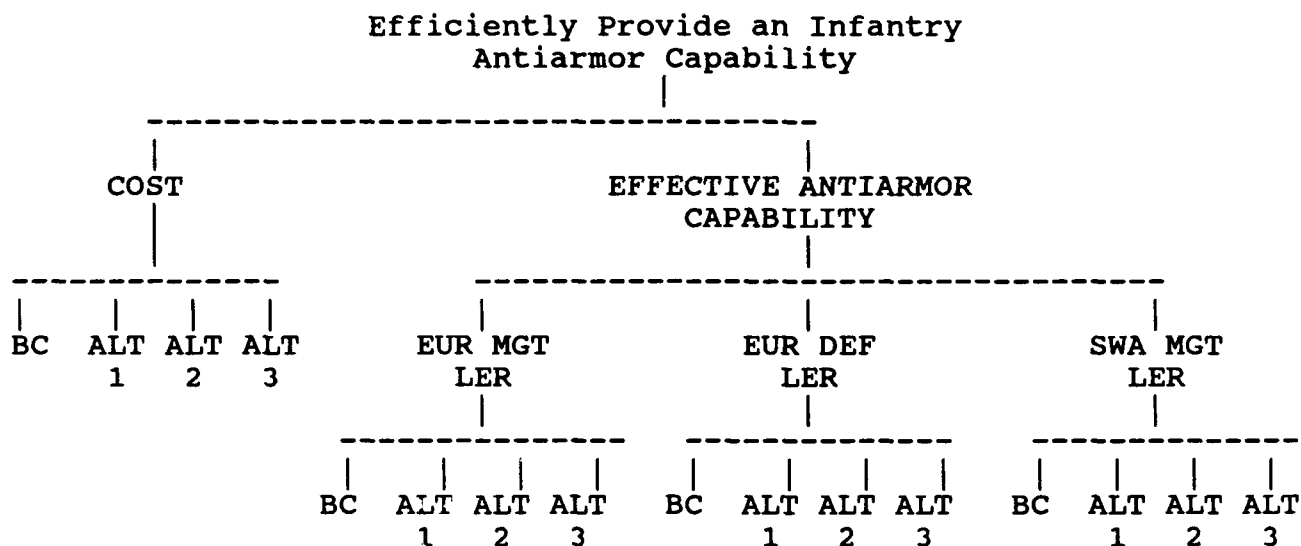 Efficiently Provide an Infantry
Antiarmor Capability
COST
EFFECTIVE ANTIARMOR
CAPABILITY
BC ALT ALT ALT EUR MGT EUR DEF SWA MGT
1 2 3 LER LER LER
BC ALT ALT ALT BC ALT ALT ALT BC ALT ALT ALT
1 2 3 1 2 3 1 2 3